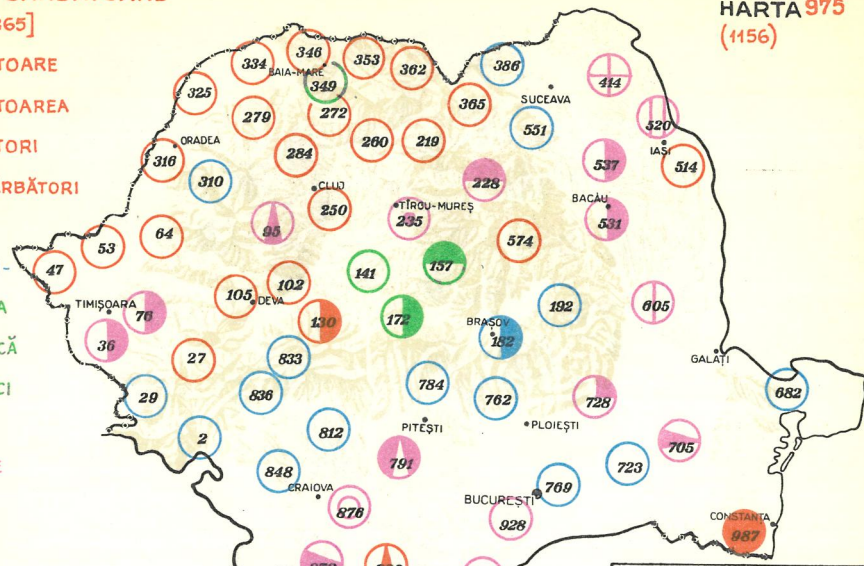 HARTA 975
(1156)
365]
TOARE
TOAREA
TORI
RBĂTORI
A
CĂ
CI
346
334
353
362
386
BAIA-MARE
349
414
325
SUCEAVA
365
279
272
520
551
ORADEA
260
219
IAȘI
284
537
514
316
310
228
CLUJ
TÎRGU-MUREȘ
BACĂU
250
235
531
95
64
574
53
47
141
157
105
102
DEVA
TIMIȘOARA
76
192
605
130
172
BRAȘOV
36
182
27
833
GALAȚI
784
836
762
728
682
29
PITEȘTI
PLOIEȘTI
812
2
705
791
723
848
CRAIOVA
769
BUCUREȘTI
876
928
CONSTANȚA
987